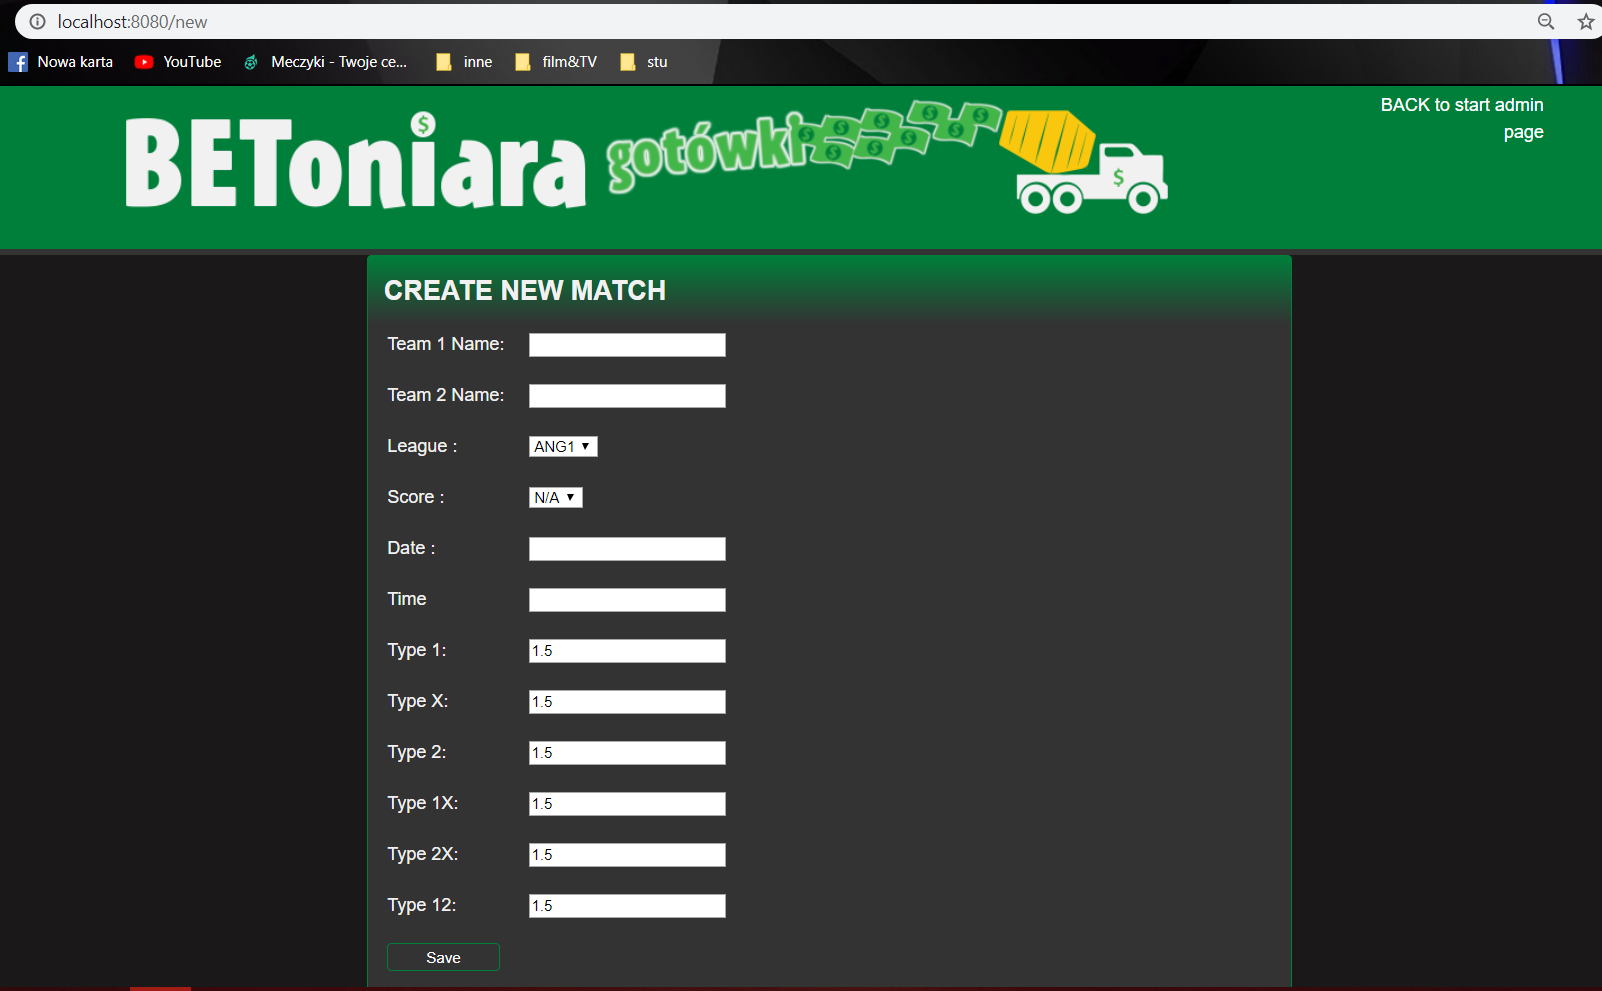 localhost:8080/new
Nowa karta YouTube Meczyki - Twoje ce... inne film&TV stu
BEToniara gotówki
BACK to start admin
page
CREATE NEW MATCH
Team 1 Name:
Team 2 Name:
League : ANG1
Score : N/A
Date :
Time
Type 1: 1.5
Type X: 1.5
Type 2: 1.5
Type 1X: 1.5
Type 2X: 1.5
Type 12: 1.5
Save